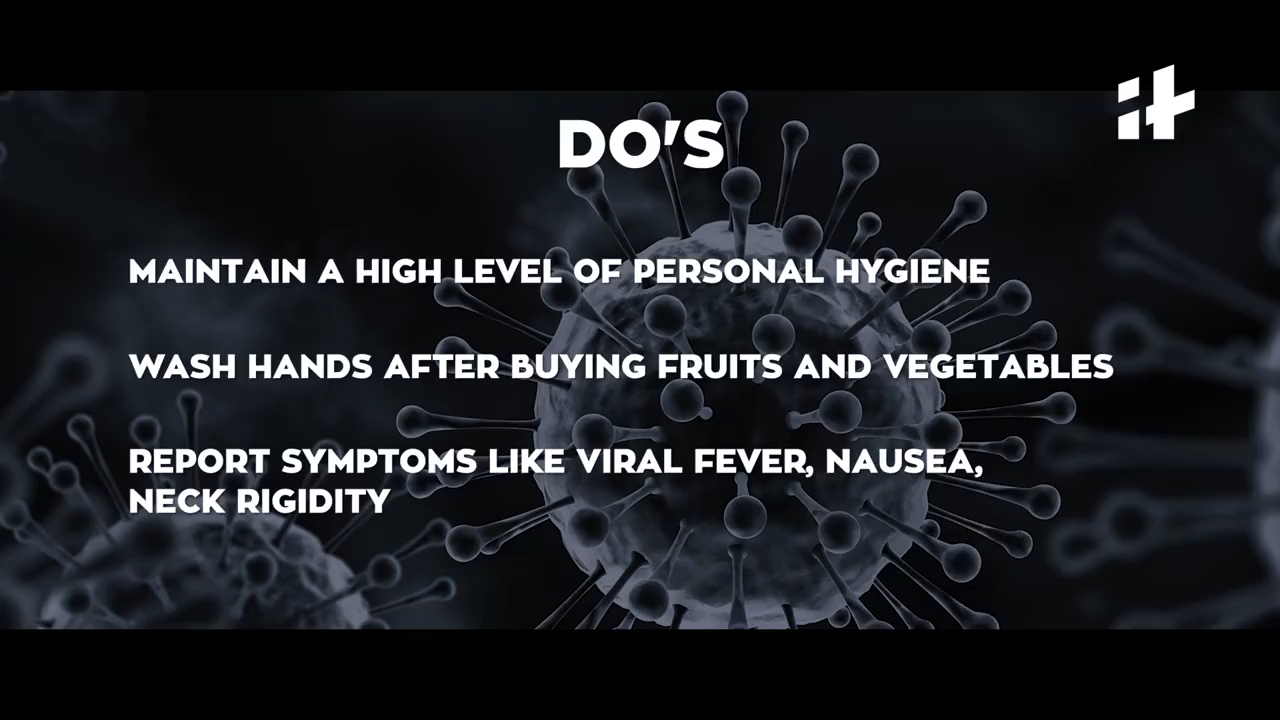 DO'S
MAINTAIN A HIGH LEVEL OF PERSONAL HYGIENE
WASH HANDS AFTER BUYING FRUITS AND VEGETABLES
REPORT SYMPTOMS LIKE VIRAL FEVER, NAUSEA,
NECK RIGIDITY